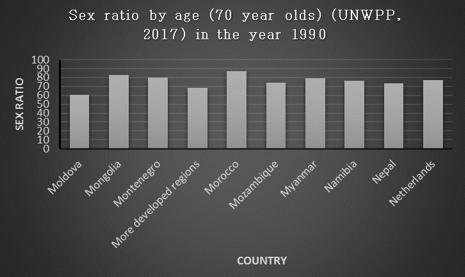 Sex ratio by age (70 year olds) (UNWPP,
2017) in the year 1990
100
90
80
70
60
50
40
30
20
10
0
SEX RATIO
Moldova
Mongolia
Montenegro
More developed regions
Morocco
Mozambique
Myanmar
Namibia
Nepal
Netherlands
COUNTRY